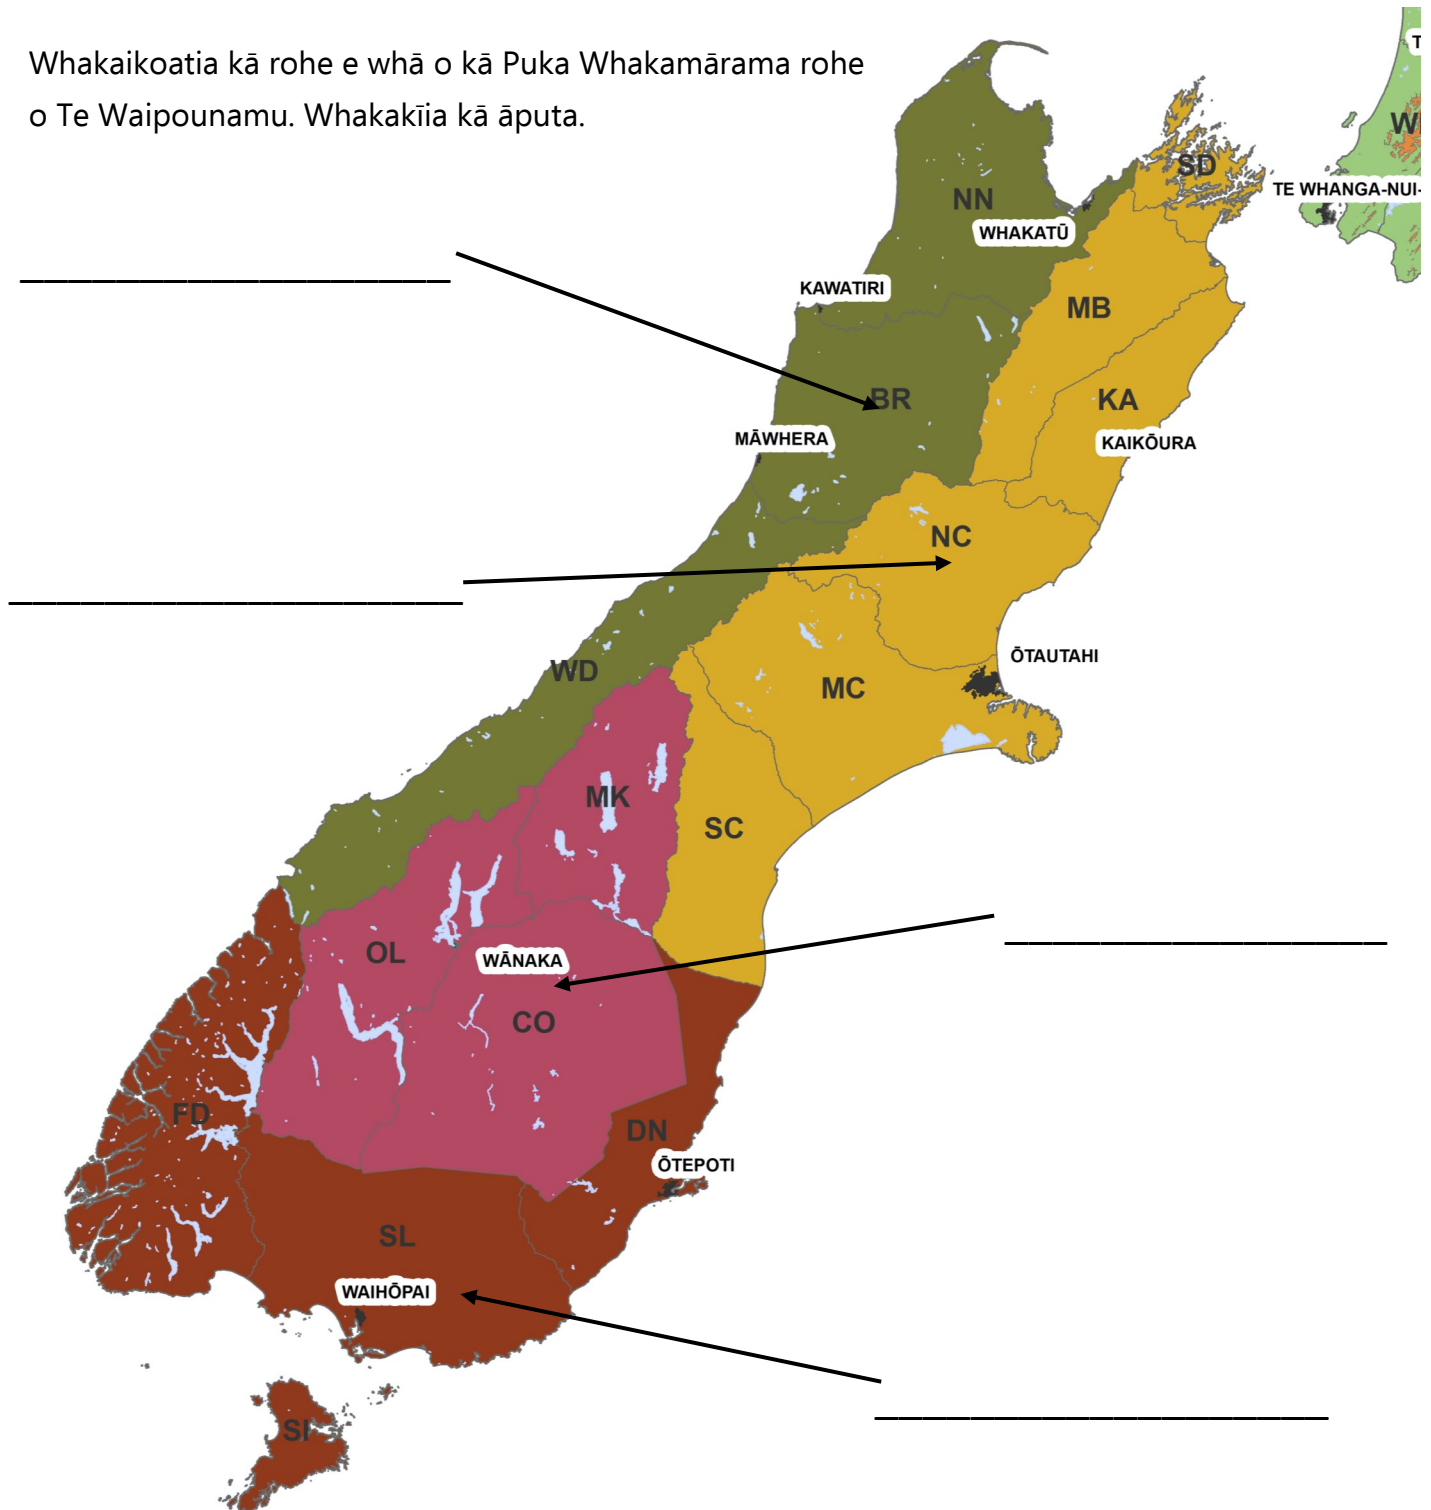 Whakaikoatia kā rohe e whā o kā Puka Whakamārama rohe
o Te Waipounamu. Whakakīia kā āputa.
SD
NN
TE WHANGA-NUI-
WHAKATŪ
KAWATIRI
MB
BR
KA
MĀWHERA
KAIKŌURA
NC
ŌTAUTAHI
WD
MC
MK
SC
OL
WĀNAKA
CO
FD
DN
ŌTEPOTI
SL
WAIHŌPAI
SI